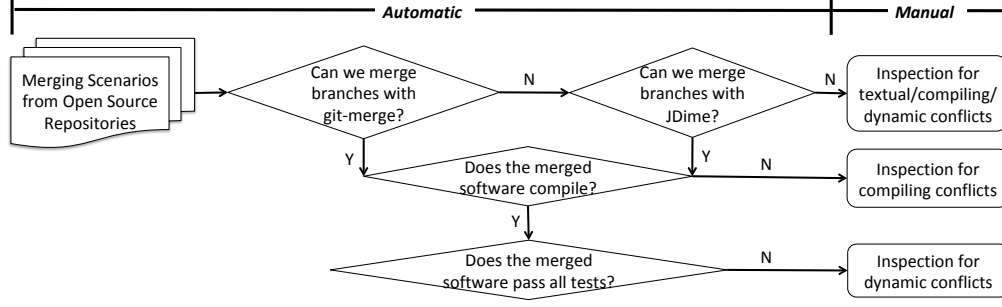 Automatic
Manual
Merging Scenarios
from Open Source
Repositories
Can we merge
branches with
git-merge?
N
Can we merge
branches with
JDime?
N
Inspection for
textual/compiling/
dynamic conflicts
Y
Y
Does the merged
software compile?
N
Inspection for
compiling conflicts
Y
Does the merged
software pass all tests?
N
Inspection for
dynamic conflicts